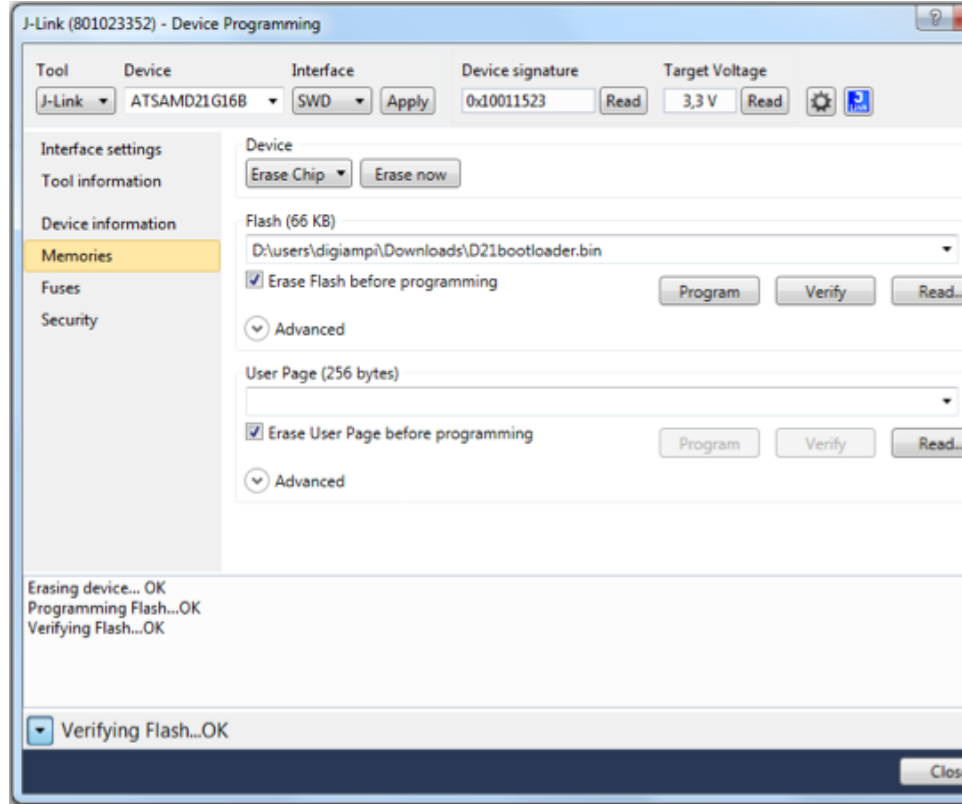 J-Link (801023352) - Device Programming
Tool Device Interface Device signature Target Voltage
J-Link ATSAMD21G16B SWD Apply 0x10011523 Read 3,3 V Read
Interface settings
Tool information
Device information
Memories
Fuses
Security
Device
Erase Chip Erase now
Flash (66 KB)
D:\users\digiampi\Downloads\D21bootloader.bin
Erase Flash before programming
Program Verify Read..
Advanced
User Page (256 bytes)
Erase User Page before programming
Program Verify Read..
Advanced
Erasing device... OK
Programming Flash...OK
Verifying Flash...OK
Verifying Flash...OK
Clos